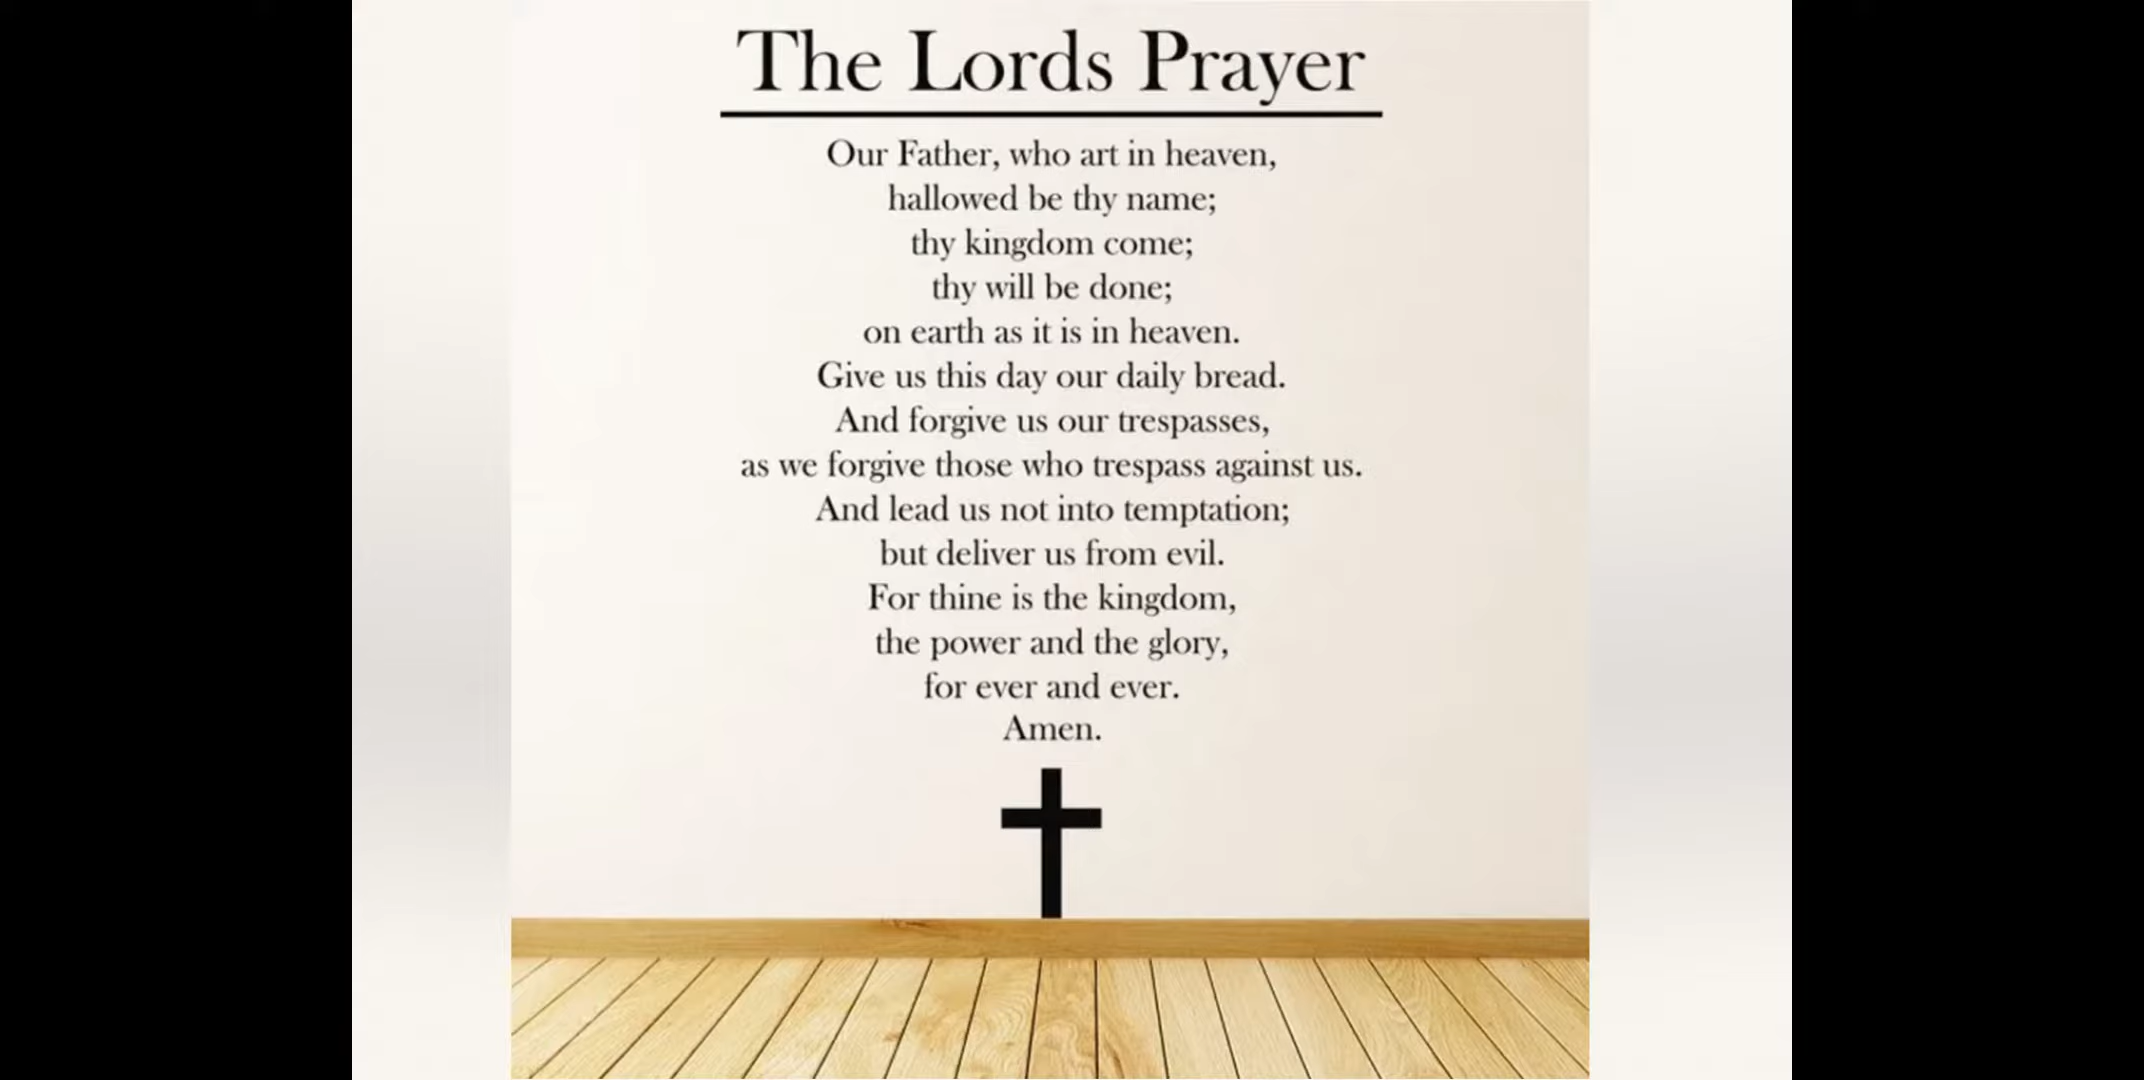 The Lords Prayer
Our Father, who art in heaven,
hallowed be thy name;
thy kingdom come;
thy will be done;
on earth as it is in heaven.
Give us this day our daily bread.
And forgive us our trespasses,
as we forgive those who trespass against us.
And lead us not into temptation;
but deliver us from evil.
For thine is the kingdom,
the power and the glory,
for ever and ever.
Amen.